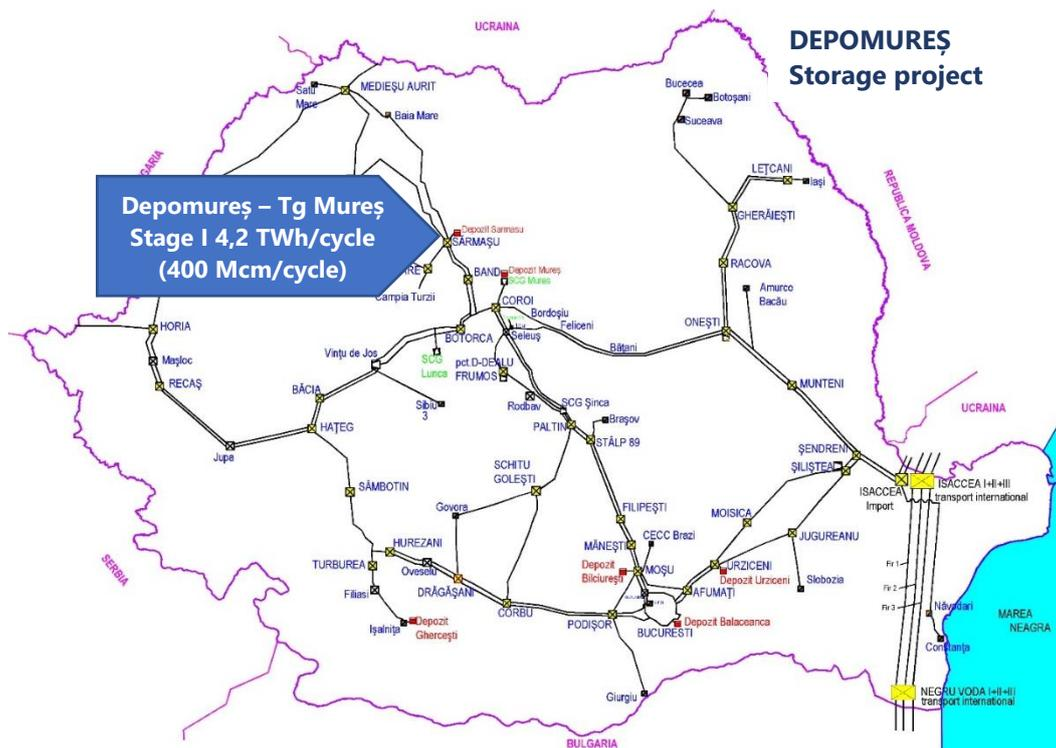 UCRAINA
DEPOMUREȘ
Storage project
MEDIEȘU AURIT
Satu
Mare
Baia Mare
Bucecea
Botoșani
Suceava
REPUBLICA MOLDOVA
LEȚCANI
Iași
GHERĂIEȘTI
Depomureș – Tg Mureș
Stage I 4,2 TWh/cycle
(400 Mcm/cycle)
Depozit Sarmasu
SĂRMAȘU
RACOVA
BAND
Depozit Mureș
SCG Mures
Campia Turzii
Amurco
Bacău
COROI
Bordoșiu
Feliceni
HORIA
BOTORCA
Seleuș
ONEȘTI
Bățani
Mașloc
Vințu de Jos
SCG
Lunca
pct.D-DEALU
FRUMOS
RECAȘ
MUNTENI
BĂCIA
Sibiu
3
Rodbav
SCG Șinca
Brașov
UCRAINA
HAȚEG
PALTIN
STÂLP 89
Jupa
ȘENDRENI
ȘILIȘTEA
SCHITU
GOLEȘTI
ISACCEA
Import
ISACCEA I+II+III
transport international
SÂMBOTIN
Govora
FILIPEȘTI
MOISICA
CECC Brazi
JUGUREANU
SERBIA
HUREZANI
MĂNEȘTI
TURBUREA
Oveselu
Depozit
Bilciurești
MOȘU
URZICENI
Depozit Urziceni
Slobozia
Fir 1
Fir 2
Fir 3
Filiasi
DRĂGĂȘANI
CORBU
AFUMAȚI
Năvodari
MAREA
NEAGRA
Ișalnița
Depozit
Ghercești
PODIȘOR
BUCURESTI
Depozit Balaceanca
Constanța
Giurgiu
NEGRU VODA I+II+III
transport international
BULGARIA